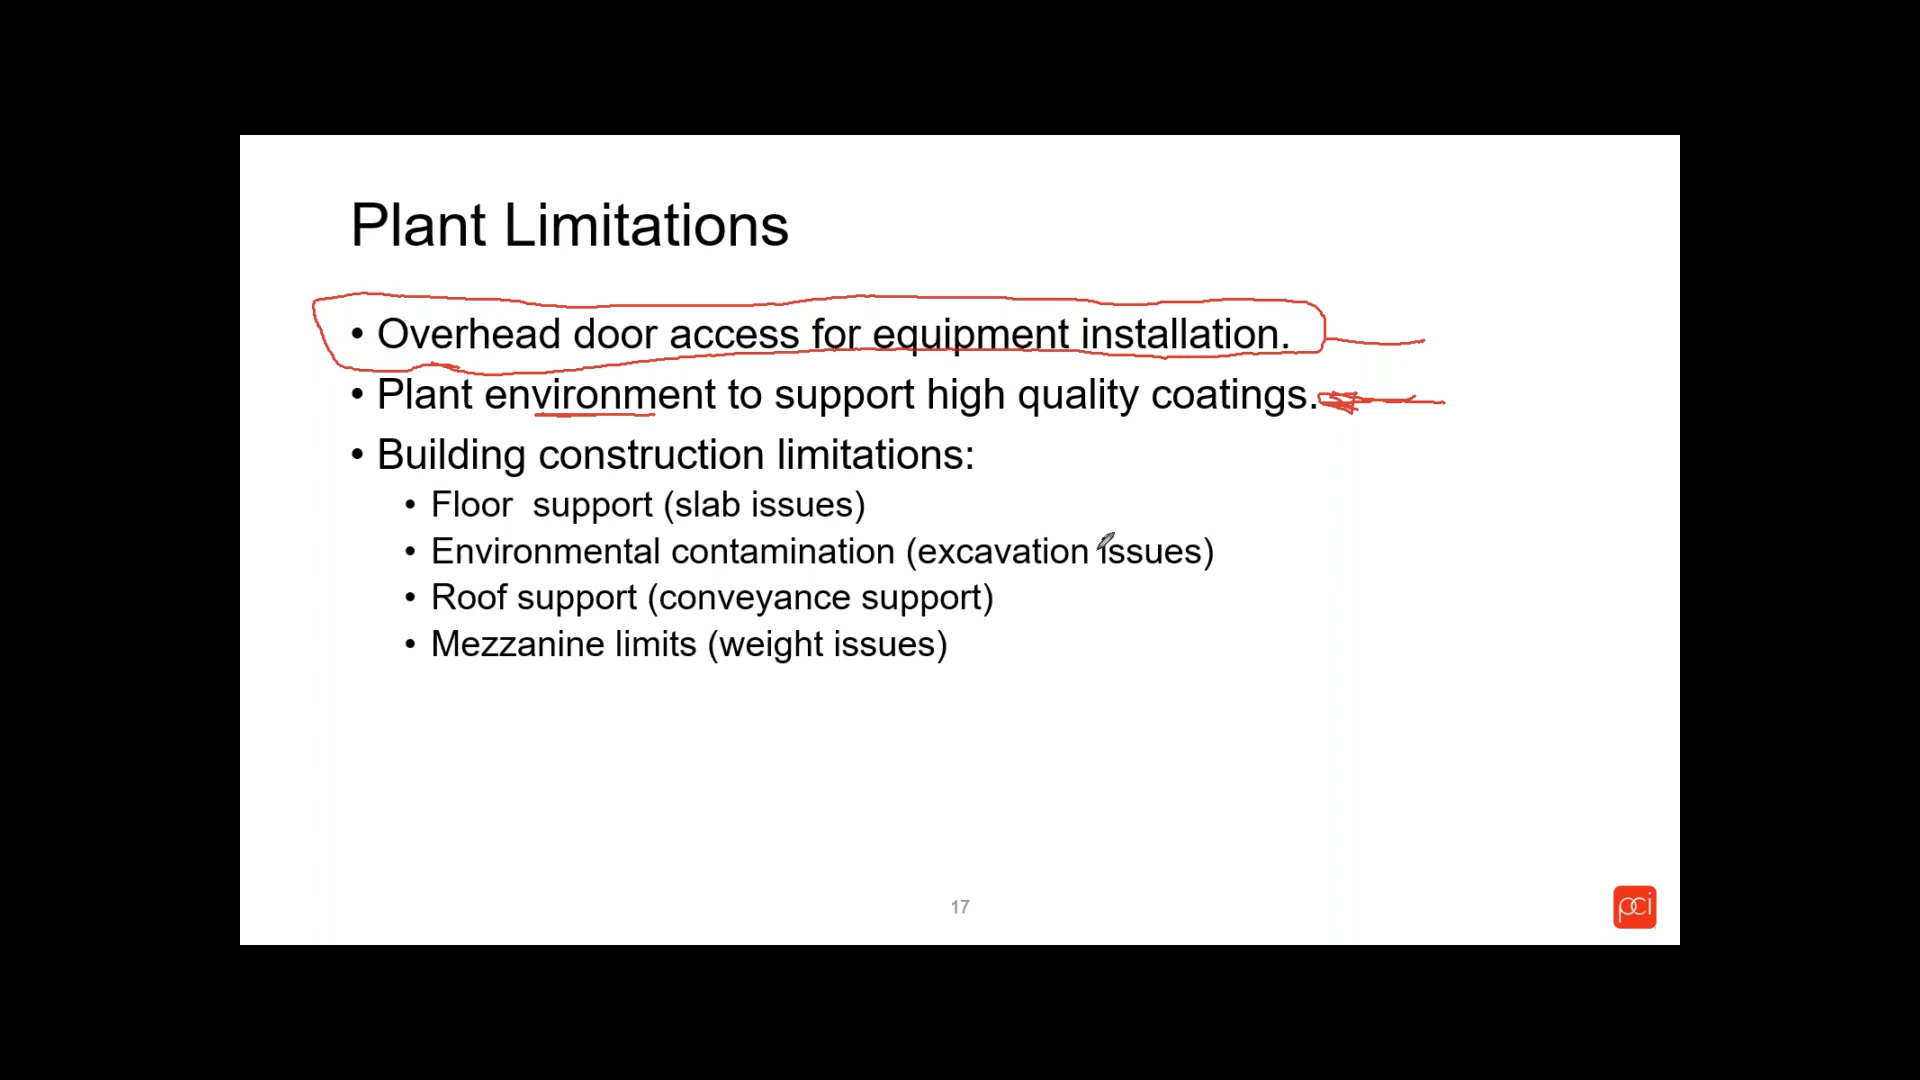 Plant Limitations
• Overhead door access for equipment installation.
• Plant environment to support high quality coatings.
• Building construction limitations:
• Floor  support (slab issues)
• Environmental contamination (excavation issues)
• Roof support (conveyance support)
• Mezzanine limits (weight issues)
17
pci